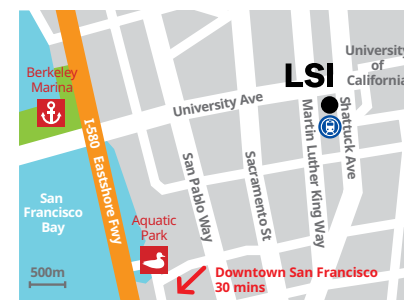 University
of
California
LSI
Berkeley
Marina
University Ave
I-580 Eastshore Fwy
San Pablo Way
Sacramento St
Martin Luther King Way
Shattuck Ave
San
Francisco
Bay
Aquatic
Park
500m
Downtown San Francisco
30 mins